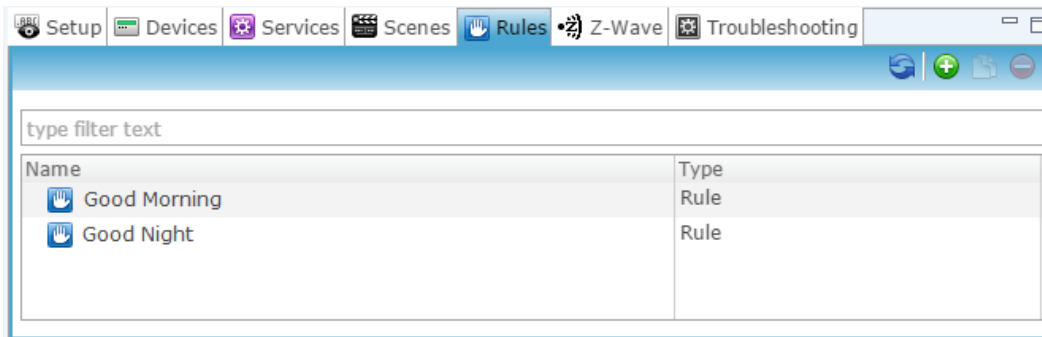 Setup Devices Services Scenes Rules Z-Wave Troubleshooting
type filter text
Name Type
Good Morning Rule
Good Night Rule